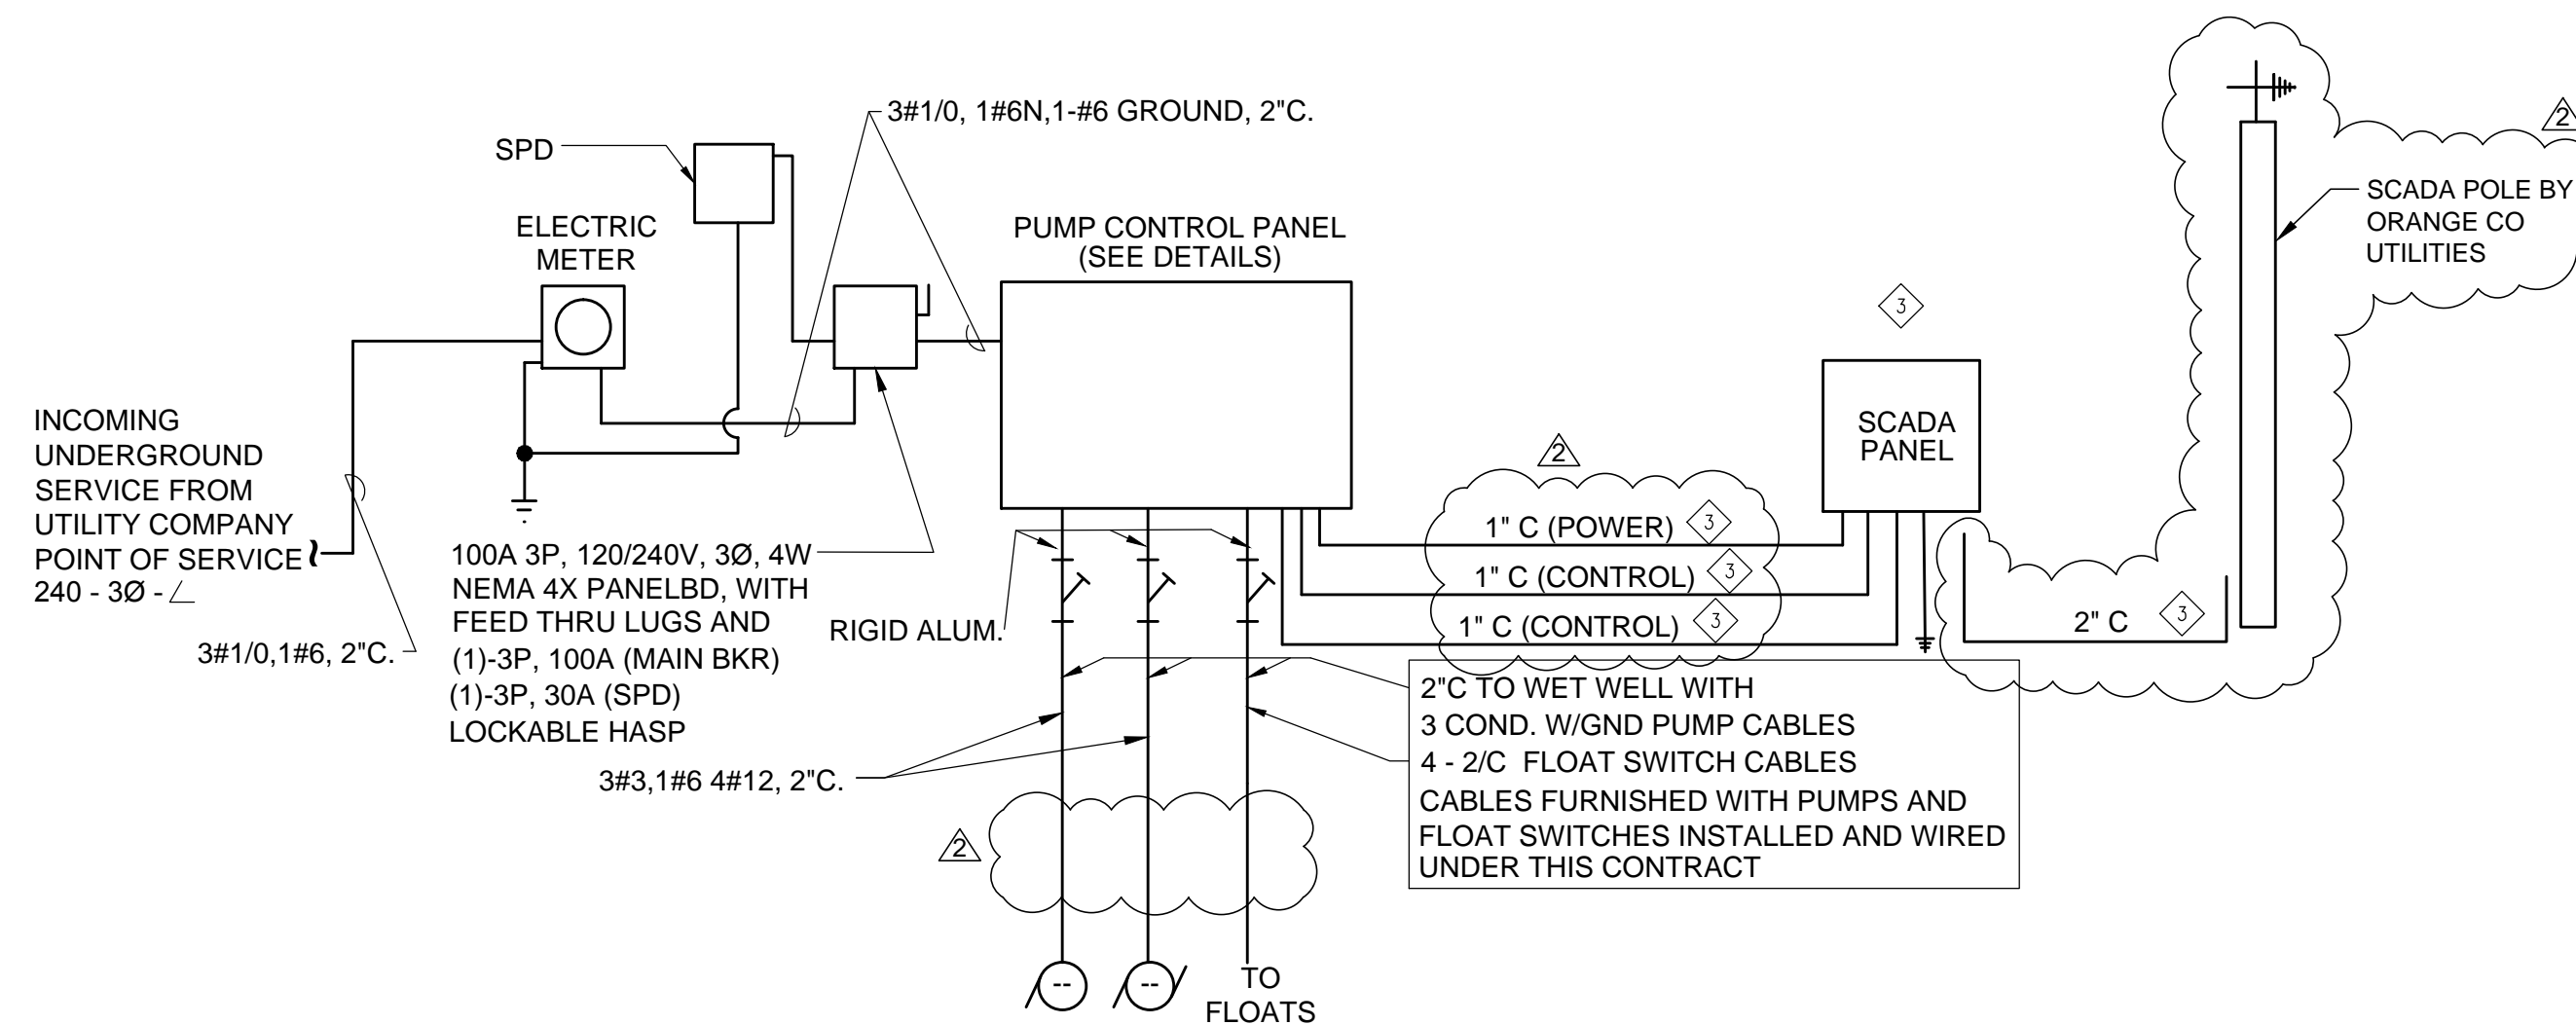 3#1/0, 1#6N,1-#6 GROUND, 2"C.
SPD
ELECTRIC
METER
PUMP CONTROL PANEL
(SEE DETAILS)
2
SCADA POLE BY
ORANGE CO
UTILITIES
3
SCADA
PANEL
INCOMING
UNDERGROUND
SERVICE FROM
UTILITY COMPANY
POINT OF SERVICE
240 - 3Ø -
3#1/0,1#6, 2"C.
100A 3P, 120/240V, 3Ø, 4W
NEMA 4X PANELBD, WITH
FEED THRU LUGS AND
(1)-3P, 100A (MAIN BKR)
(1)-3P, 30A (SPD)
LOCKABLE HASP
RIGID ALUM.
2
1" C (POWER) 3
1" C (CONTROL) 3
1" C (CONTROL) 3
2" C 3
2"C TO WET WELL WITH
3 COND. W/GND PUMP CABLES
4 - 2/C FLOAT SWITCH CABLES
CABLES FURNISHED WITH PUMPS AND
FLOAT SWITCHES INSTALLED AND WIRED
UNDER THIS CONTRACT
3#3,1#6 4#12, 2"C.
2
--
--
TO
FLOATS